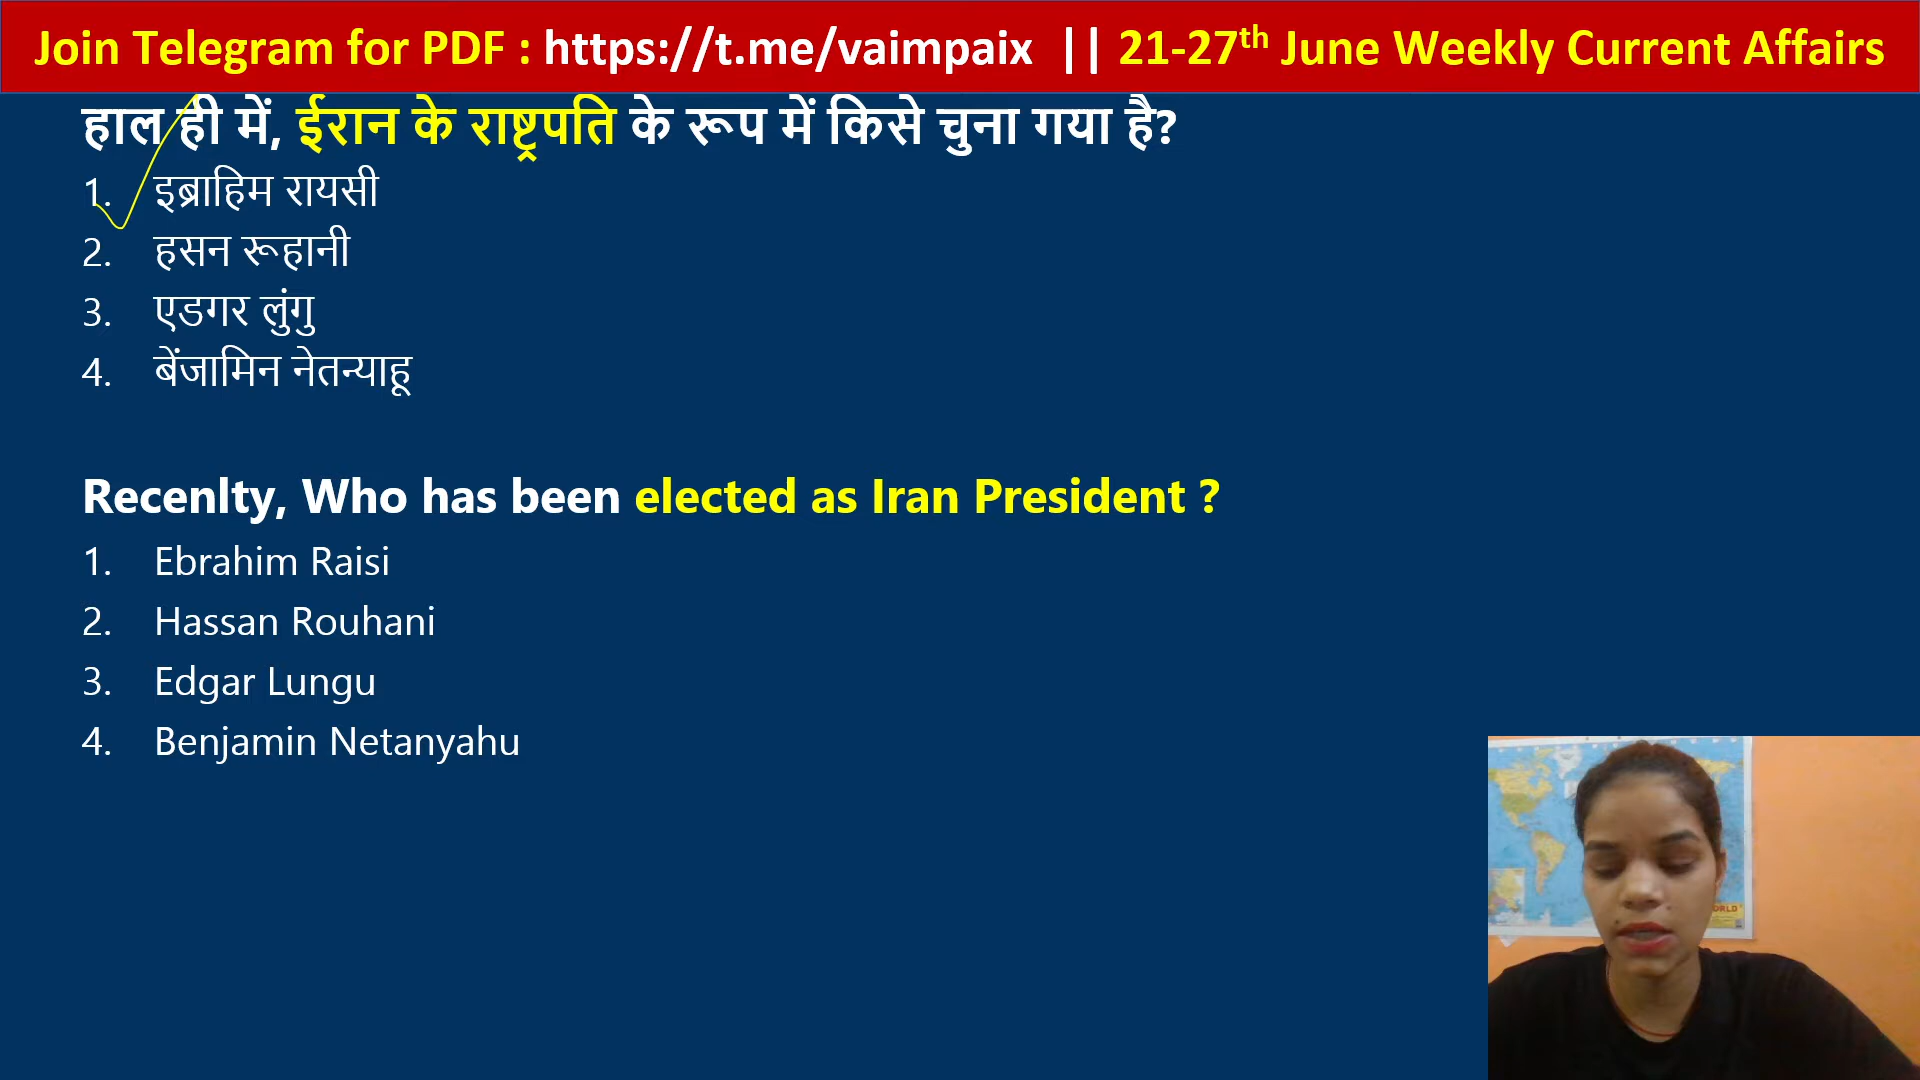 Join Telegram for PDF : https://t.me/vaimpaix || 21-27th June Weekly Current Affairs
हाल ही में, ईरान के राष्ट्रपति के रूप में किसे चुना गया है?
1. इब्राहिम रायसी
2. हसन रूहानी
3. एडगर लुंगु
4. बेंजामिन नेतन्याहू
Recenlty, Who has been elected as Iran President ?
1. Ebrahim Raisi
2. Hassan Rouhani
3. Edgar Lungu
4. Benjamin Netanyahu